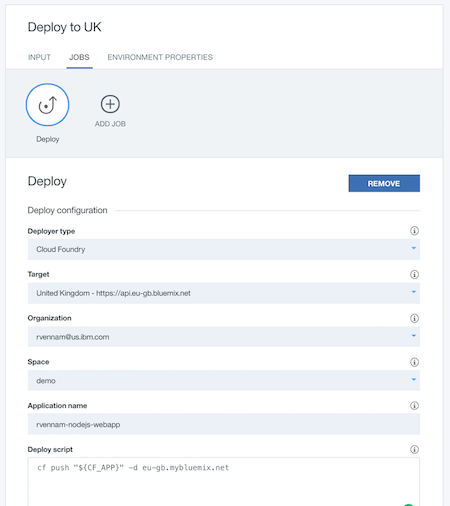 Deploy to UK
INPUT JOBS ENVIRONMENT PROPERTIES
Deploy
ADD JOB
Deploy
REMOVE
Deploy configuration
Deployer type
Cloud Foundry
Target
United Kingdom - https://api.eu-gb.bluemix.net
Organization
rvennam@us.ibm.com
Space
demo
Application name
rvennam-nodejs-webapp
Deploy script
cf push "${CF_APP}" -d eu-gb.mybluemix.net